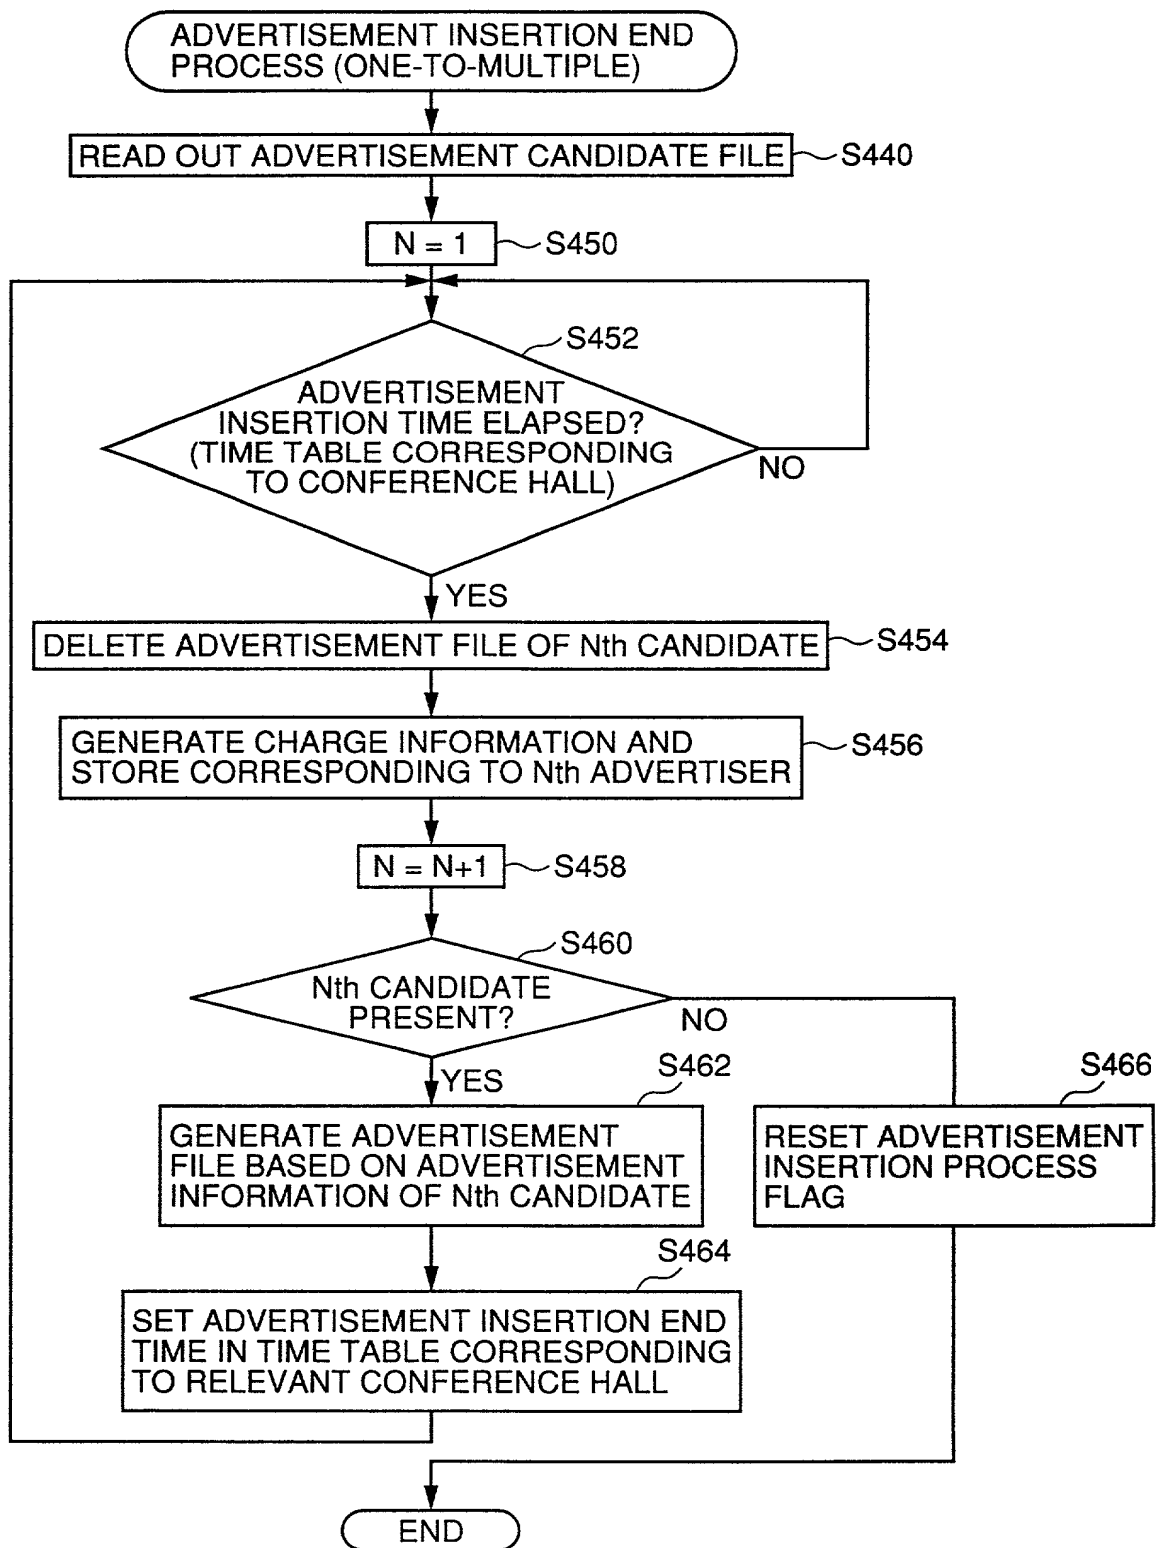 ADVERTISEMENT INSERTION END
PROCESS (ONE-TO-MULTIPLE)
READ OUT ADVERTISEMENT CANDIDATE FILE
S440
N = 1
S450
S452
ADVERTISEMENT
INSERTION TIME ELAPSED?
(TIME TABLE CORRESPONDING
TO CONFERENCE HALL)
NO
YES
DELETE ADVERTISEMENT FILE OF Nth CANDIDATE
S454
GENERATE CHARGE INFORMATION AND
STORE CORRESPONDING TO Nth ADVERTISER
S456
N = N+1
S458
S460
Nth CANDIDATE
PRESENT?
NO
YES
S462
GENERATE ADVERTISEMENT
FILE BASED ON ADVERTISEMENT
INFORMATION OF Nth CANDIDATE
S466
RESET ADVERTISEMENT
INSERTION PROCESS
FLAG
S464
SET ADVERTISEMENT INSERTION END
TIME IN TIME TABLE CORRESPONDING
TO RELEVANT CONFERENCE HALL
END